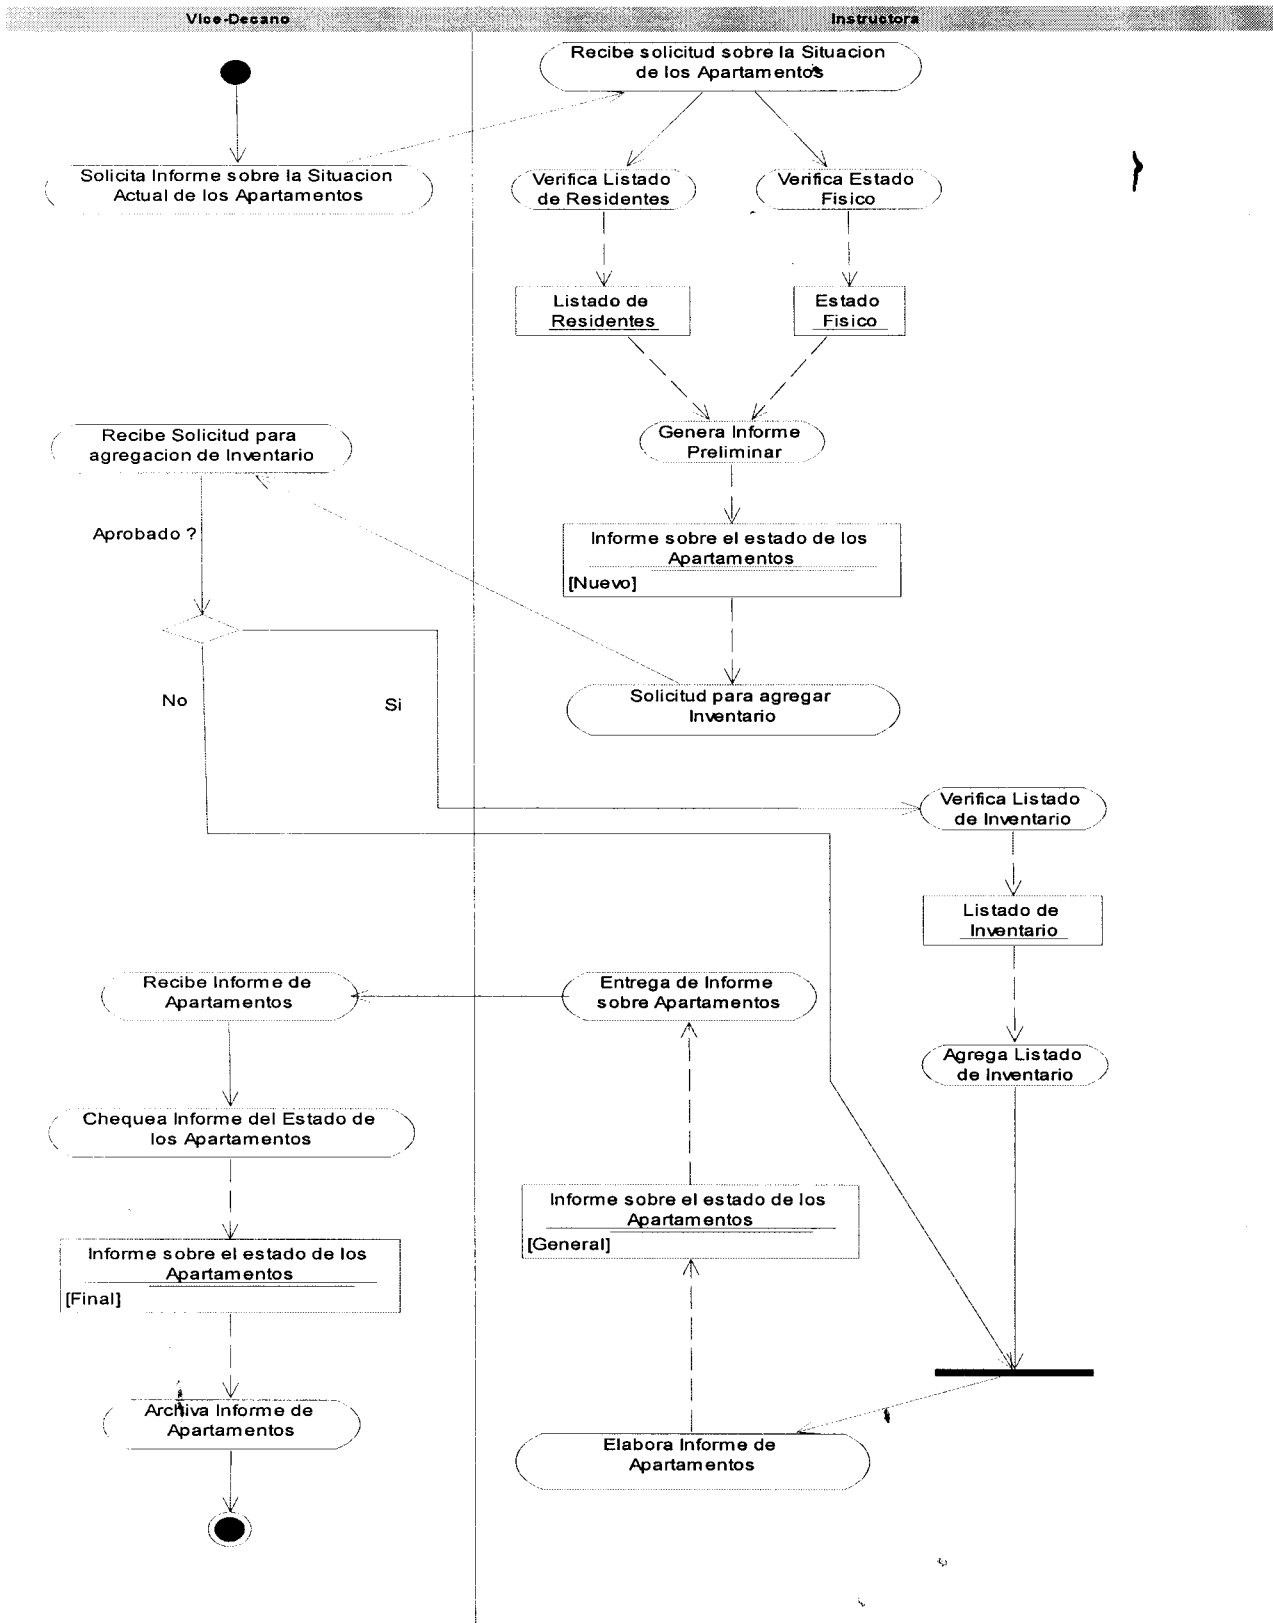 Vice-Decano
Instructora
Recibe solicitud sobre la Situacion
de los Apartamentos
Solicita Informe sobre la Situacion
Actual de los Apartamentos
Verifica Listado
de Residentes
Verifica Estado
Fisico
Listado de
Residentes
Estado
Fisico
Recibe Solicitud para
agregacion de Inventario
Genera Informe
Preliminar
Aprobado ?
Informe sobre el estado de los
Apartamentos
[Nuevo]
No
Si
Solicitud para agregar
Inventario
Verifica Listado
de Inventario
Listado de
Inventario
Recibe Informe de
Apartamentos
Entrega de Informe
sobre Apartamentos
Agrega Listado
de Inventario
Chequea Informe del Estado de
los Apartamentos
Informe sobre el estado de los
Apartamentos
[General]
Informe sobre el estado de los
Apartamentos
[Final]
Archiva Informe de
Apartamentos
Elabora Informe de
Apartamentos